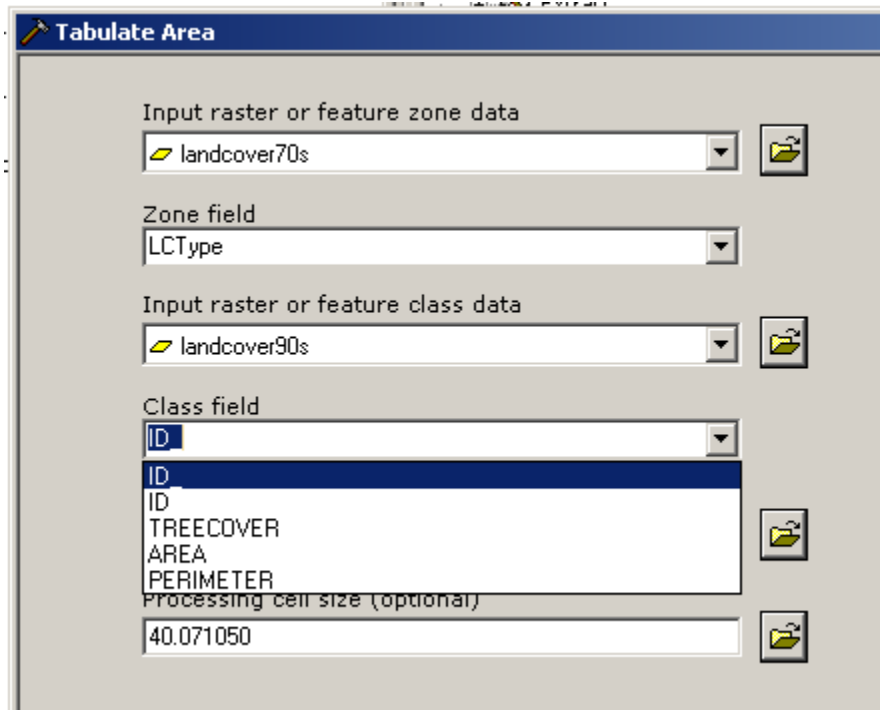 Tabulate Area
Input raster or feature zone data
landcover70s
Zone field
LCType
Input raster or feature class data
landcover90s
Class field
ID_
ID_
ID
TREECOVER
AREA
PERIMETER
Processing cell size (optional)
40.071050